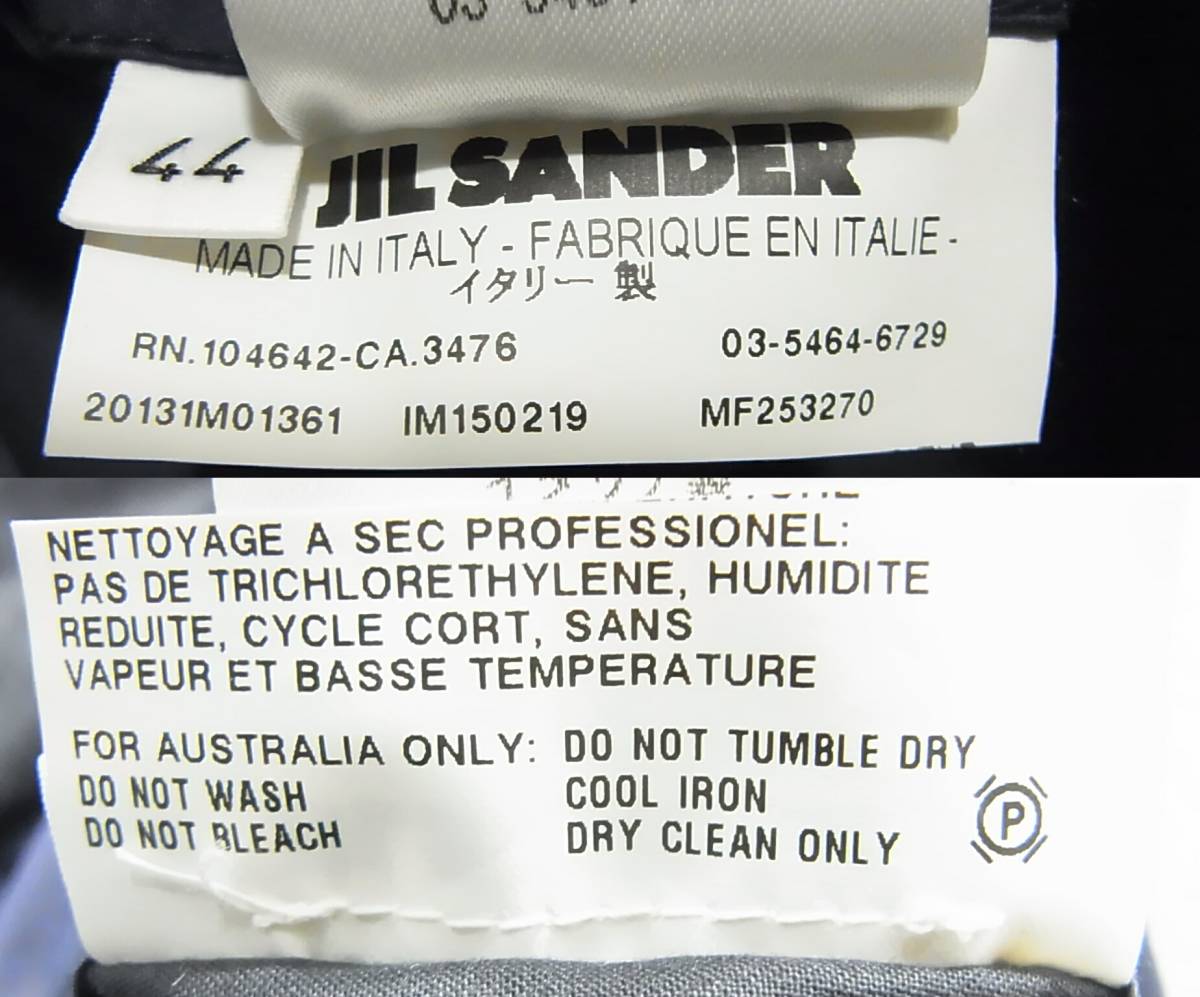 44
JIL SANDER
MADE IN ITALY - FABRIQUE EN ITALIE -
イタリー 製
RN.104642-CA.3476 03-5464-6729
20131M01361 IM150219 MF253270
NETTOYAGE A SEC PROFESSIONEL:
PAS DE TRICHLORETHYLENE, HUMIDITE
REDUITE, CYCLE CORT, SANS
VAPEUR ET BASSE TEMPERATURE
FOR AUSTRALIA ONLY: DO NOT TUMBLE DRY
DO NOT WASH COOL IRON
DO NOT BLEACH DRY CLEAN ONLY
P